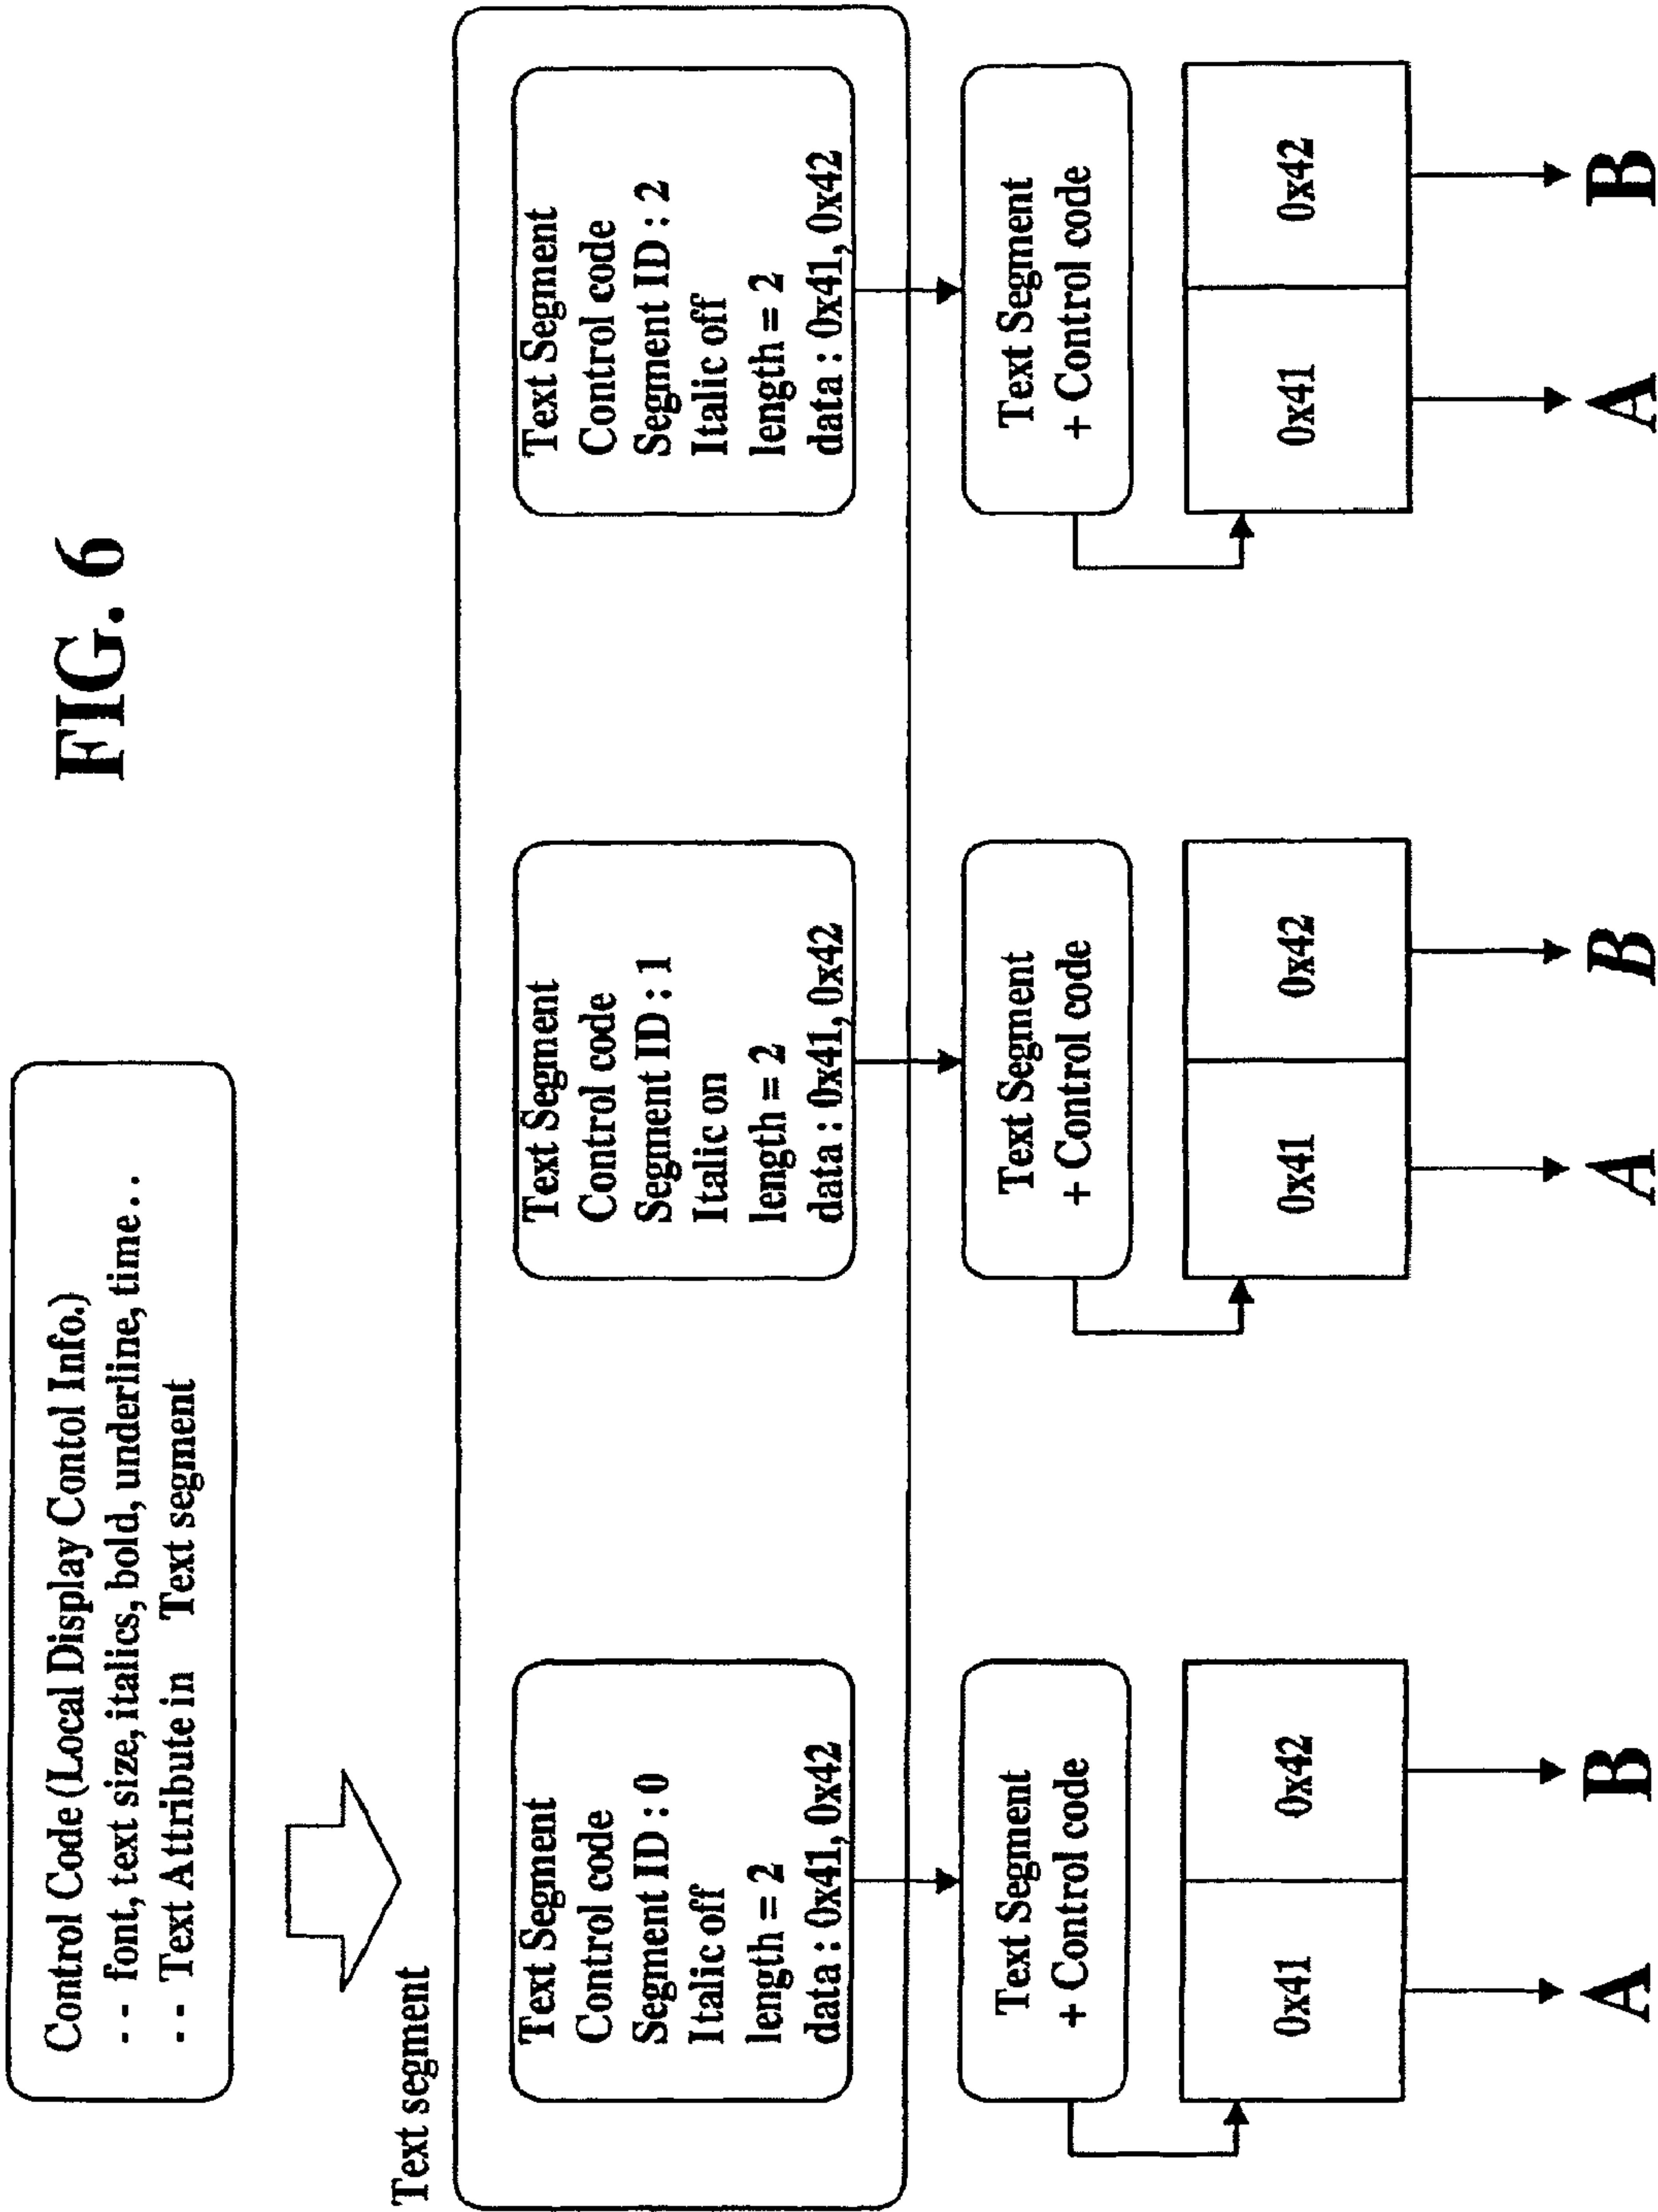 FIG. 6
Control Code (Local Display Contol Info.)
- - font, text size, italics, bold, underline, time . .
- - Text Attribute in Text segment
Text segment
Text Segment
Control code
Segment ID : 0
Italic off
length = 2
data : 0x41, 0x42
Text Segment
Control code
Segment ID : 1
Italic on
length = 2
data : 0x41, 0x42
Text Segment
Control code
Segment ID : 2
Italic off
length = 2
data : 0x41, 0x42
Text Segment
+ Control code
Text Segment
+ Control code
Text Segment
+ Control code
0x41
0x42
0x41
0x42
0x41
0x42
A
B
A
B
A
B